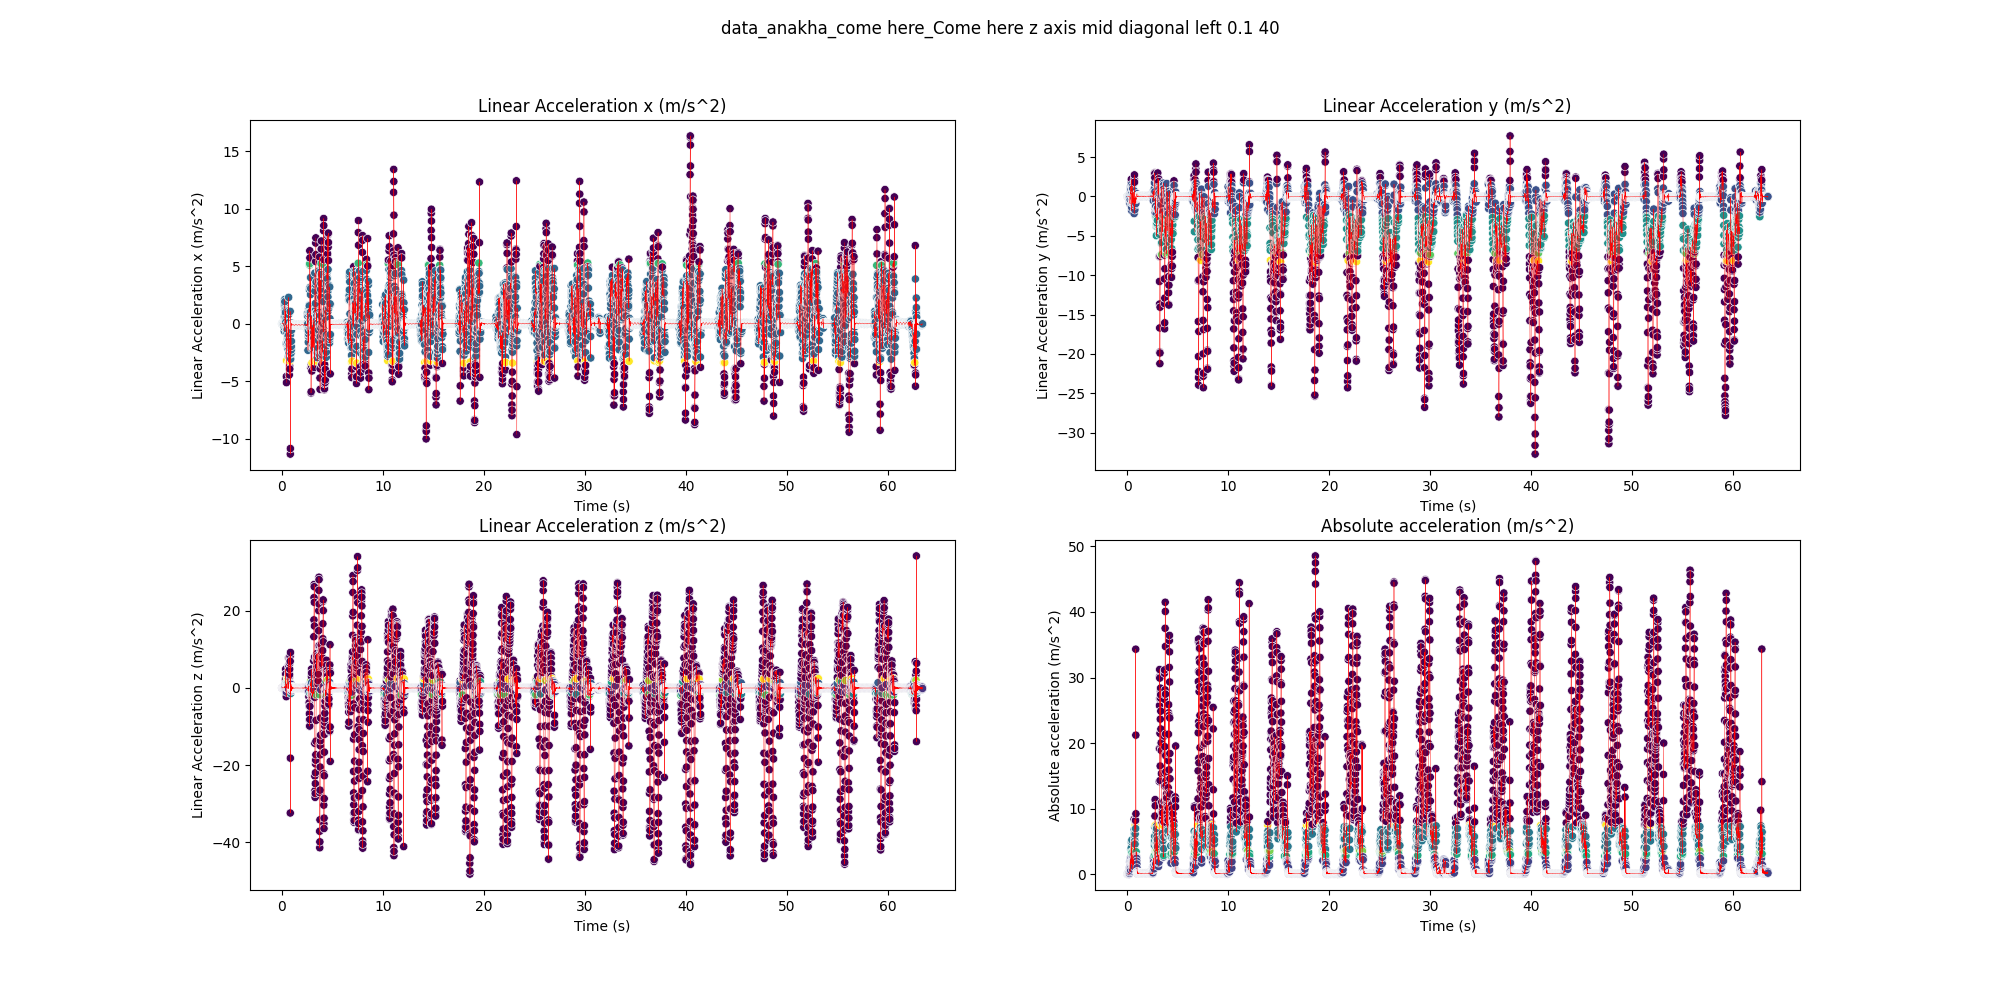 data_anakha_come here_Come here z axis mid diagonal left 0.1 40
Linear Acceleration x (m/s^2)
Linear Acceleration x (m/s^2)
15
10
5
0
−5
−10
0 10 20 30 40 50 60
Time (s)
Linear Acceleration y (m/s^2)
Linear Acceleration y (m/s^2)
5
0
−5
−10
−15
−20
−25
−30
0 10 20 30 40 50 60
Time (s)
Linear Acceleration z (m/s^2)
Linear Acceleration z (m/s^2)
20
0
−20
−40
0 10 20 30 40 50 60
Time (s)
Absolute acceleration (m/s^2)
Absolute acceleration (m/s^2)
50
40
30
20
10
0
0 10 20 30 40 50 60
Time (s)